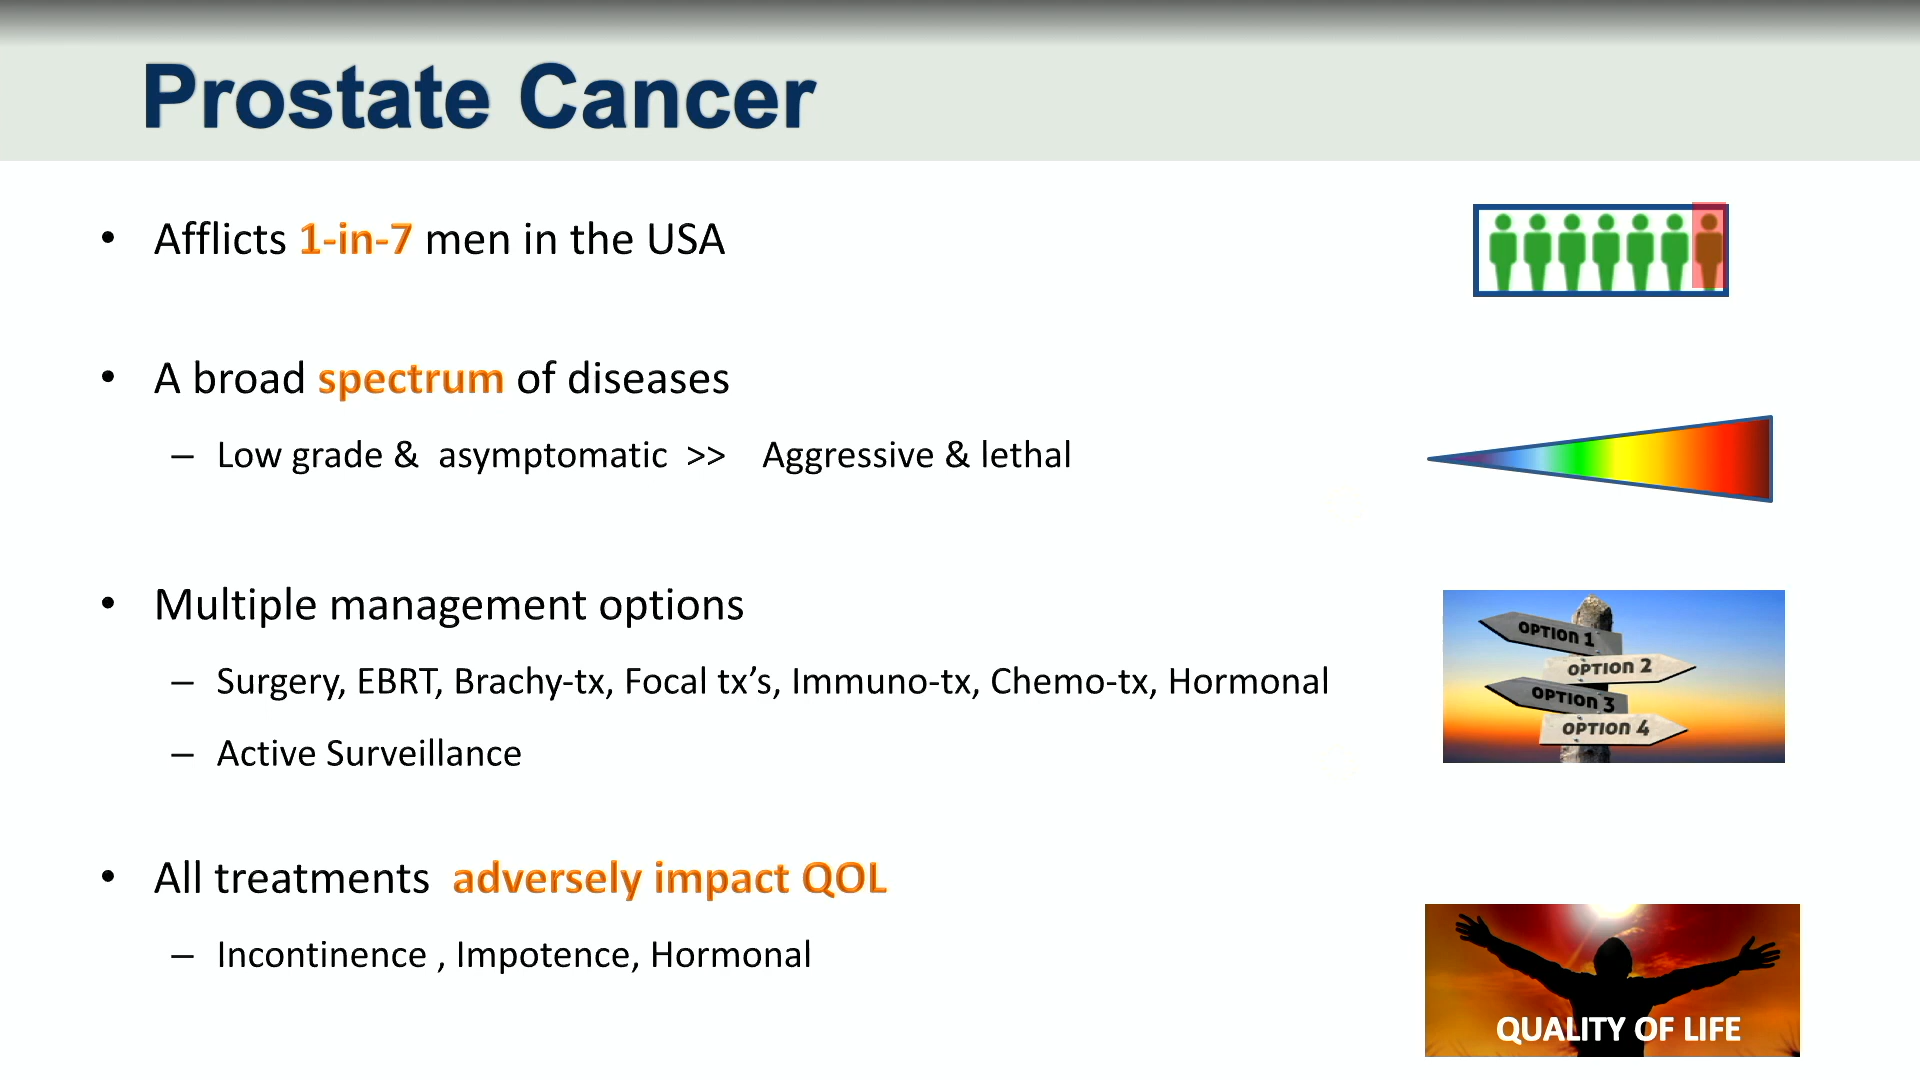 Prostate Cancer
• Afflicts 1-in-7 men in the USA
• A broad spectrum of diseases
– Low grade & asymptomatic >> Aggressive & lethal
• Multiple management options
– Surgery, EBRT, Brachy-tx, Focal tx’s, Immuno-tx, Chemo-tx, Hormonal
– Active Surveillance
OPTION 1
OPTION 2
OPTION 3
OPTION 4
• All treatments adversely impact QOL
– Incontinence , Impotence, Hormonal
QUALITY OF LIFE